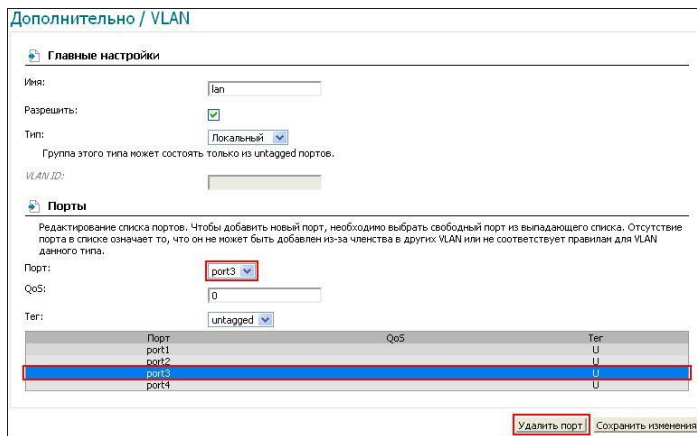 Дополнительно / VLAN
Главные настройки
Имя: lan
Разрешить:
Тип: Локальный
Группа этого типа может состоять только из untagged портов.
VLAN ID:
Порты
Редактирование списка портов. Чтобы добавить новый порт, необходимо выбрать свободный порт из выпадающего списка. Отсутствие
порта в списке означает то, что он не может быть добавлен из-за членства в других VLAN или не соответствует правилам для VLAN
данного типа.
Порт: port3
QoS: 0
Тег: untagged
Порт QoS Тег
port1 U
port2 U
port3 U
port4 U
Удалить порт Сохранить изменения